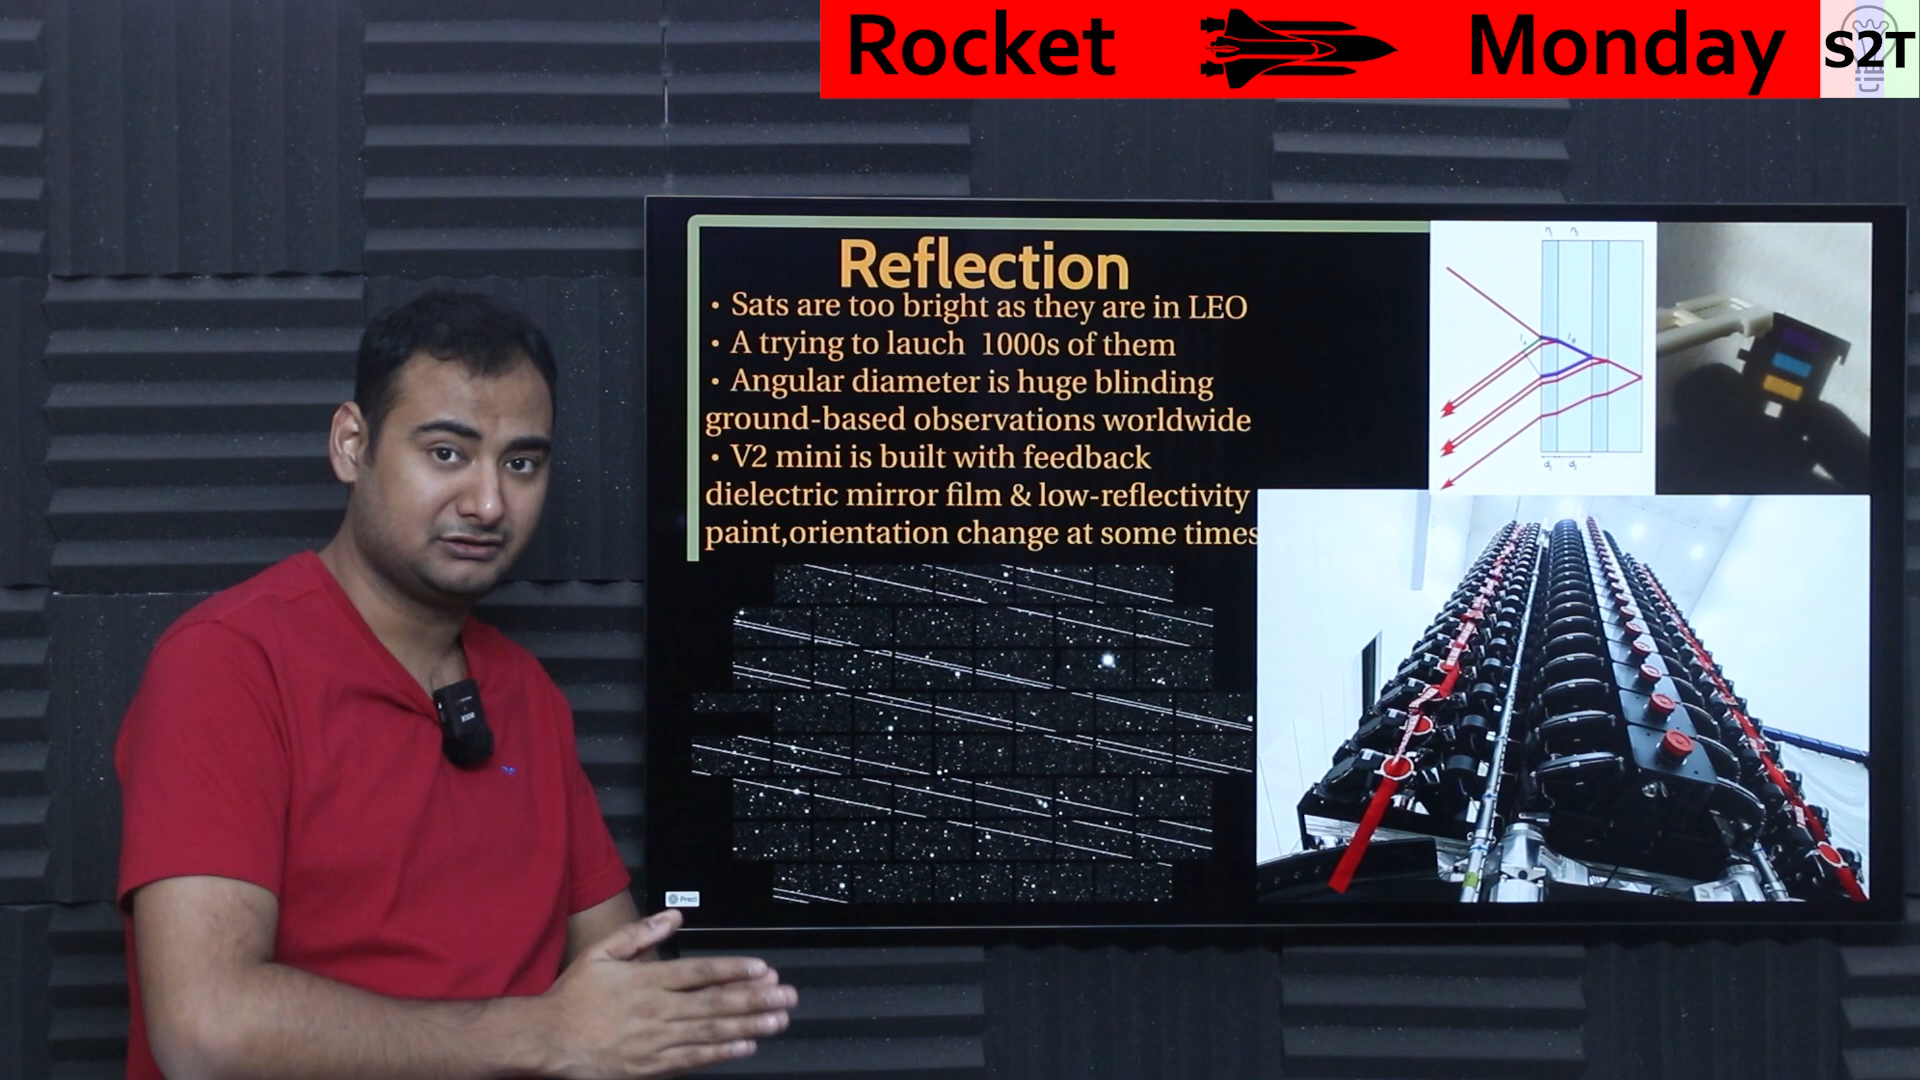 Rocket Monday S2T
Reflection
• Sats are too bright as they are in LEO
• A trying to lauch 1000s of them
• Angular diameter is huge blinding
ground-based observations worldwide
• V2 mini is built with feedback
dielectric mirror film & low-reflectivity
paint,orientation change at some times
Prezi